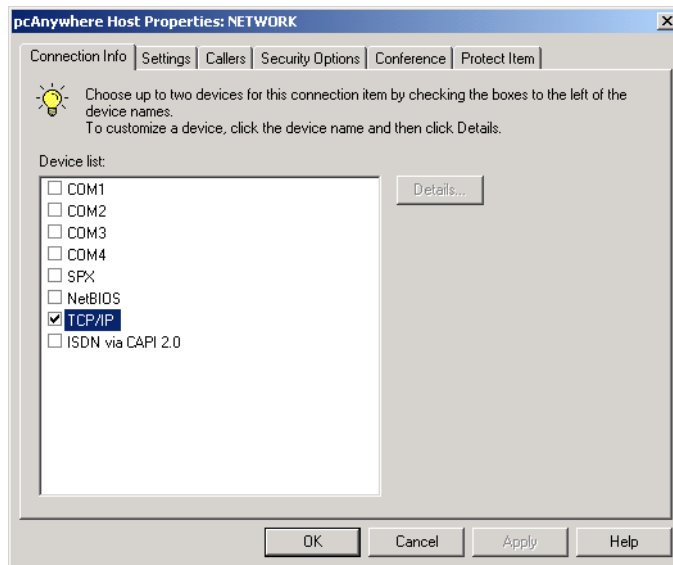 pcAnywhere Host Properties: NETWORK
Connection Info Settings Callers Security Options Conference Protect Item
Choose up to two devices for this connection item by checking the boxes to the left of the
device names.
To customize a device, click the device name and then click Details.
Device list:
COM1
Details...
COM2
COM3
COM4
SPX
NetBIOS
TCP/IP
ISDN via CAPI 2.0
OK Cancel Apply Help